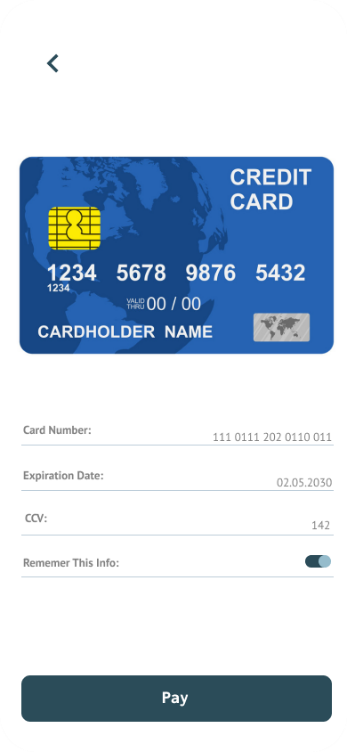 CREDIT
CARD
1234 5678 9876 5432
1234
VALID
THRU 00 / 00
CARDHOLDER NAME
Card Number:
111 0111 202 0110 011
Expiration Date:
02.05.2030
CCV:
142
Rememer This Info:
Pay